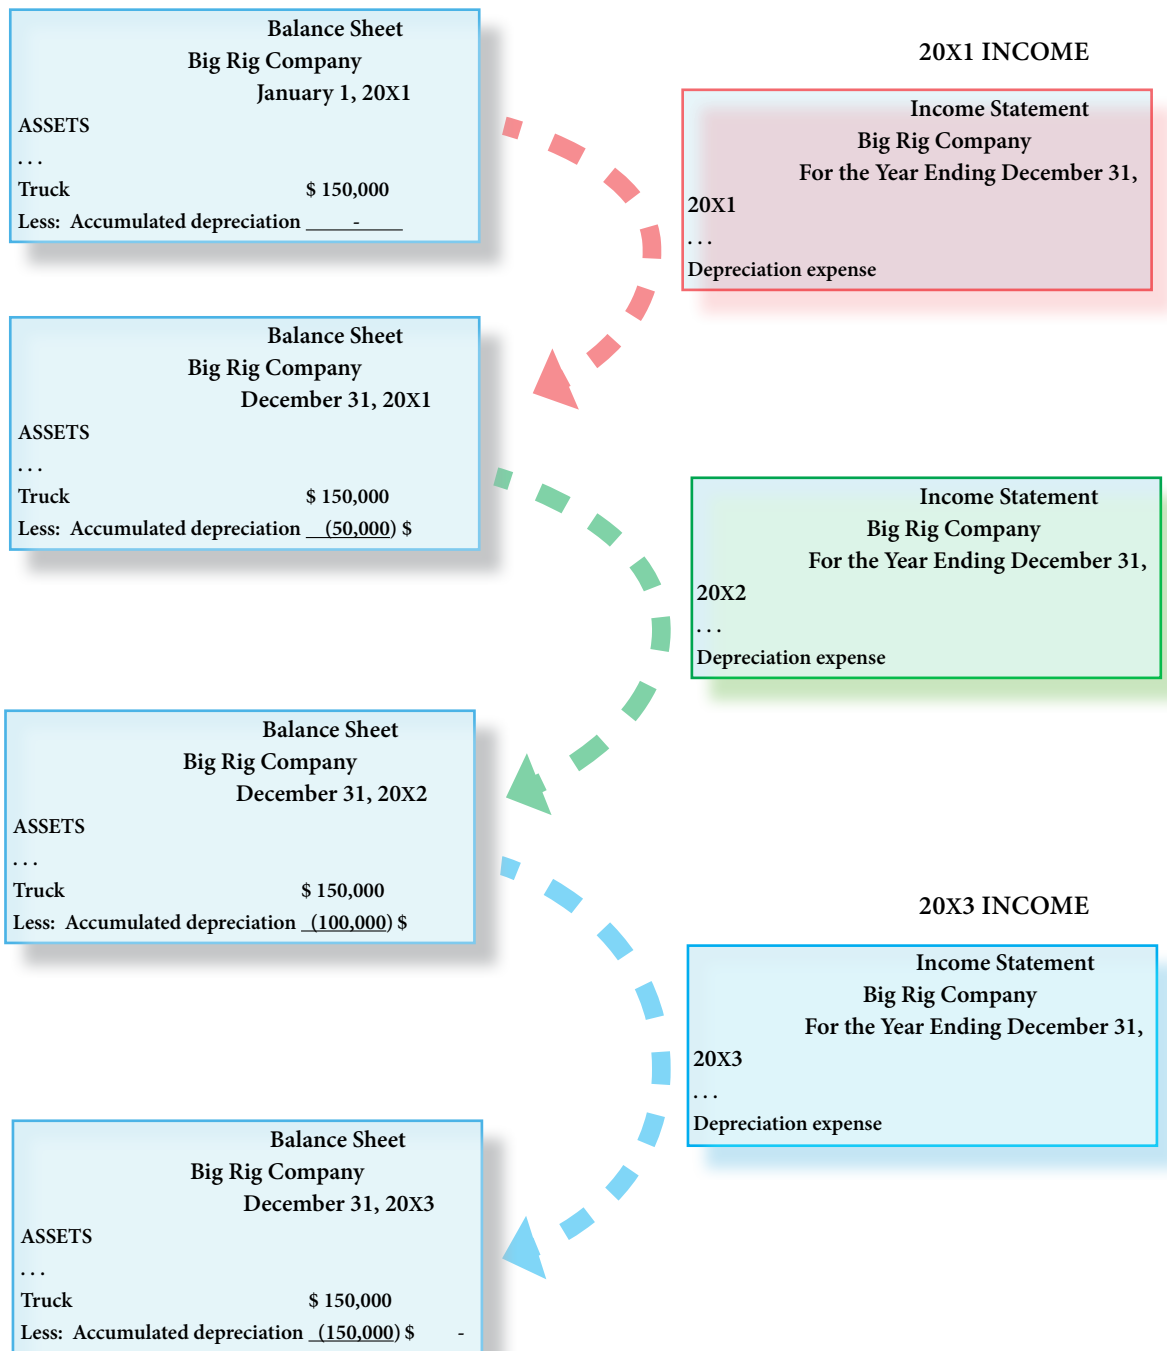 Balance Sheet
Big Rig Company
January 1, 20X1
ASSETS
. . .
Truck $ 150,000
Less: Accumulated depreciation -
20X1 INCOME
Income Statement
Big Rig Company
For the Year Ending December 31,
20X1
. . .
Depreciation expense
Balance Sheet
Big Rig Company
December 31, 20X1
ASSETS
. . .
Truck $ 150,000
Less: Accumulated depreciation (50,000) $
Income Statement
Big Rig Company
For the Year Ending December 31,
20X2
. . .
Depreciation expense
Balance Sheet
Big Rig Company
December 31, 20X2
ASSETS
. . .
Truck $ 150,000
Less: Accumulated depreciation (100,000) $
20X3 INCOME
Income Statement
Big Rig Company
For the Year Ending December 31,
20X3
. . .
Depreciation expense
Balance Sheet
Big Rig Company
December 31, 20X3
ASSETS
. . .
Truck $ 150,000
Less: Accumulated depreciation (150,000) $ -